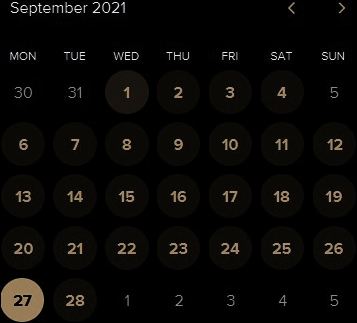 September 2021
MON TUE WED THU FRI SAT SUN
30 31 1 2 3 4 5
6 7 8 9 10 11 12
13 14 15 16 17 18 19
20 21 22 23 24 25 26
27 28 1 2 3 4 5